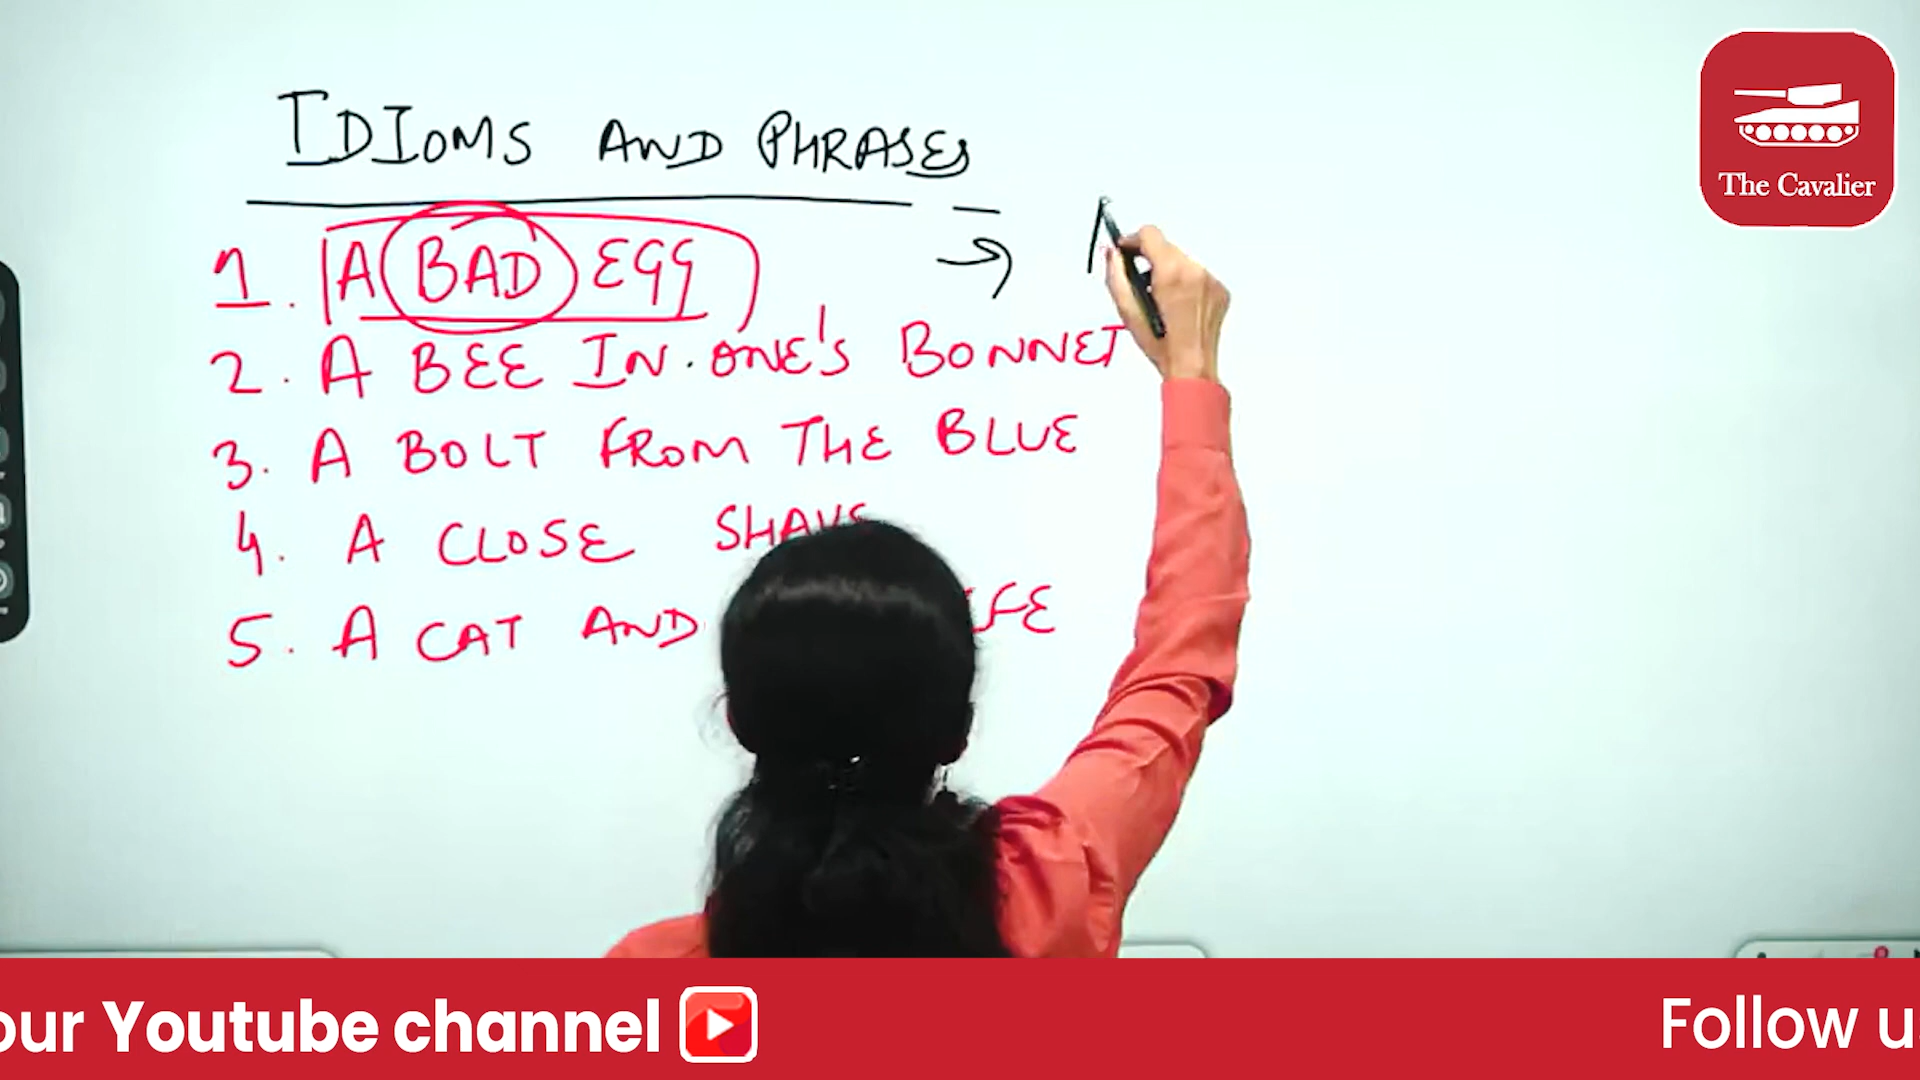 IDIOMS AND PHRASES
1. A BAD EGG →
2. A BEE IN ONE'S BONNET
3. A BOLT FROM THE BLUE
4. A CLOSE SHAVE
5. A CAT AND
The Cavalier
our Youtube channel
Follow u